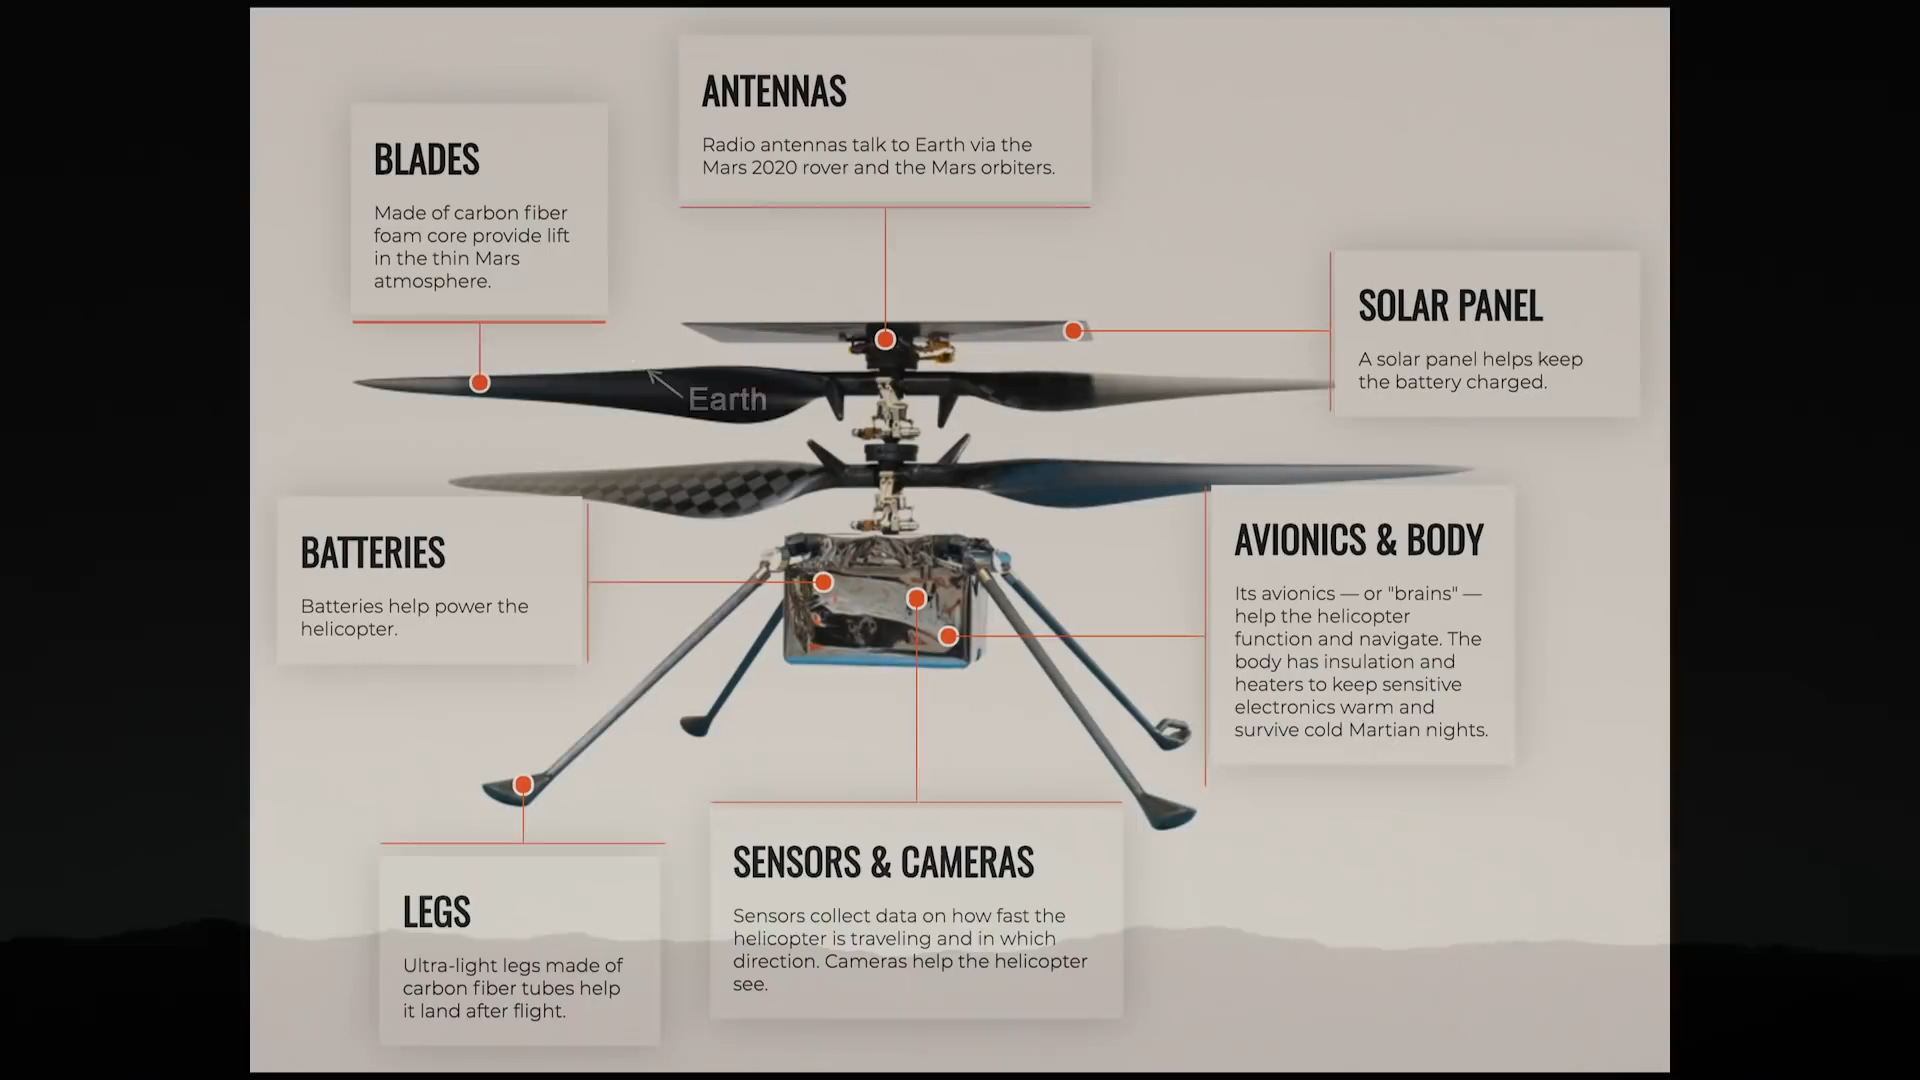 ANTENNAS
Radio antennas talk to Earth via the
Mars 2020 rover and the Mars orbiters.
BLADES
Made of carbon fiber
foam core provide lift
in the thin Mars
atmosphere.
SOLAR PANEL
A solar panel helps keep
the battery charged.
Earth
BATTERIES
Batteries help power the
helicopter.
AVIONICS & BODY
Its avionics — or "brains" —
help the helicopter
function and navigate. The
body has insulation and
heaters to keep sensitive
electronics warm and
survive cold Martian nights.
LEGS
Ultra-light legs made of
carbon fiber tubes help
it land after flight.
SENSORS & CAMERAS
Sensors collect data on how fast the
helicopter is traveling and in which
direction. Cameras help the helicopter
see.